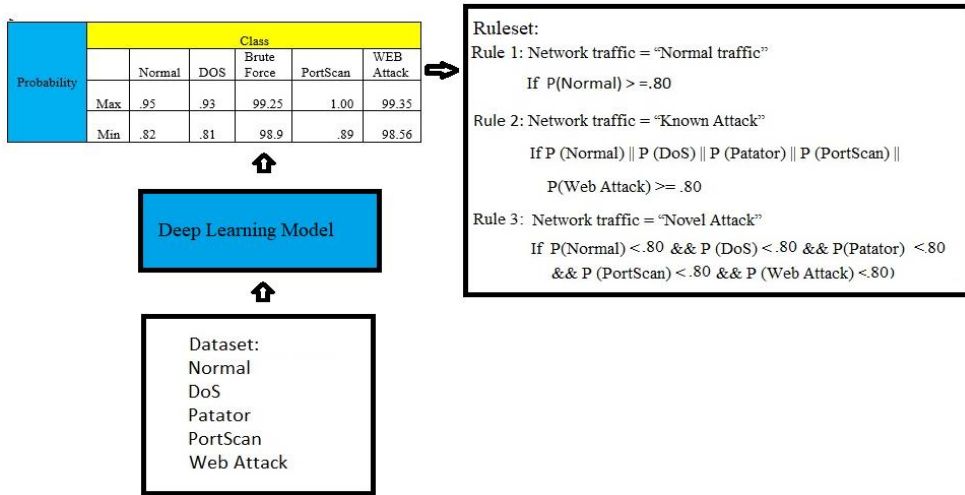 Class
Probability
Normal DOS Brute Force PortScan WEB Attack
Max .95 .93 99.25 1.00 99.35
Min .82 .81 98.9 .89 98.56
Deep Learning Model
Dataset:
Normal
DoS
Patator
PortScan
Web Attack
Ruleset:
Rule 1: Network traffic = “Normal traffic”
If P(Normal) > =.80
Rule 2: Network traffic = “Known Attack”
If P (Normal) || P (DoS) || P (Patator) || P (PortScan) ||
P(Web Attack) >= .80
Rule 3: Network traffic = “Novel Attack”
If P(Normal) <.80 && P (DoS) <.80 && P(Patator) <.80
&& P (PortScan) <.80 && P (Web Attack) <.80)